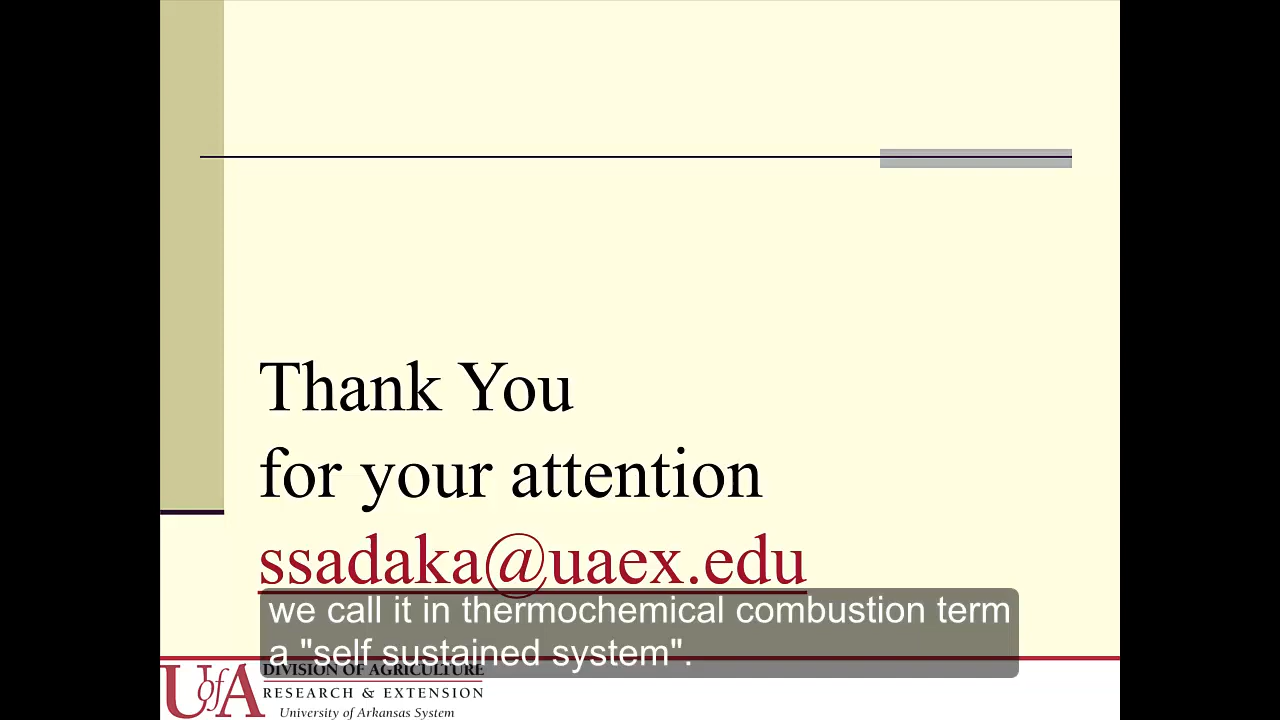 Thank You
for your attention
ssadaka@uaex.edu
we call it in thermochemical combustion term
a "self sustained system".
UofA
DIVISION OF AGRICULTURE
RESEARCH & EXTENSION
University of Arkansas System